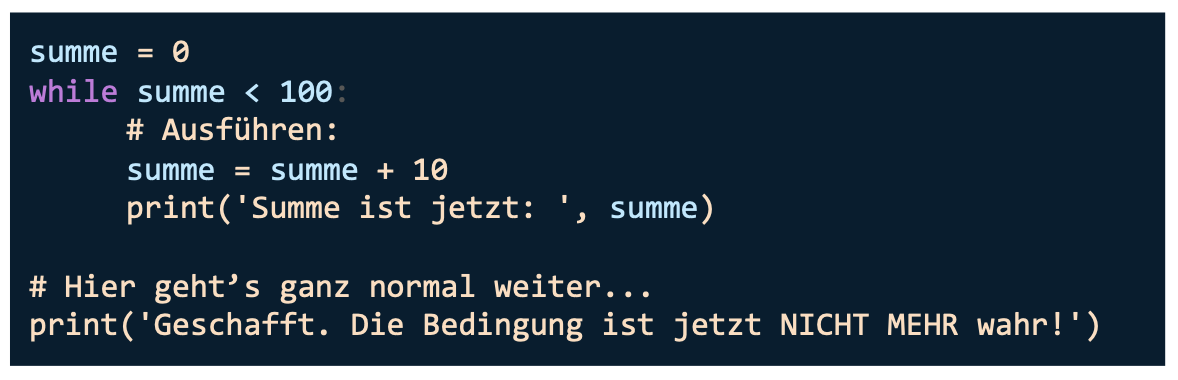 summe = 0
while summe < 100:
# Ausführen:
summe = summe + 10
print('Summe ist jetzt: ', summe)
# Hier geht’s ganz normal weiter...
print('Geschafft. Die Bedingung ist jetzt NICHT MEHR wahr!')